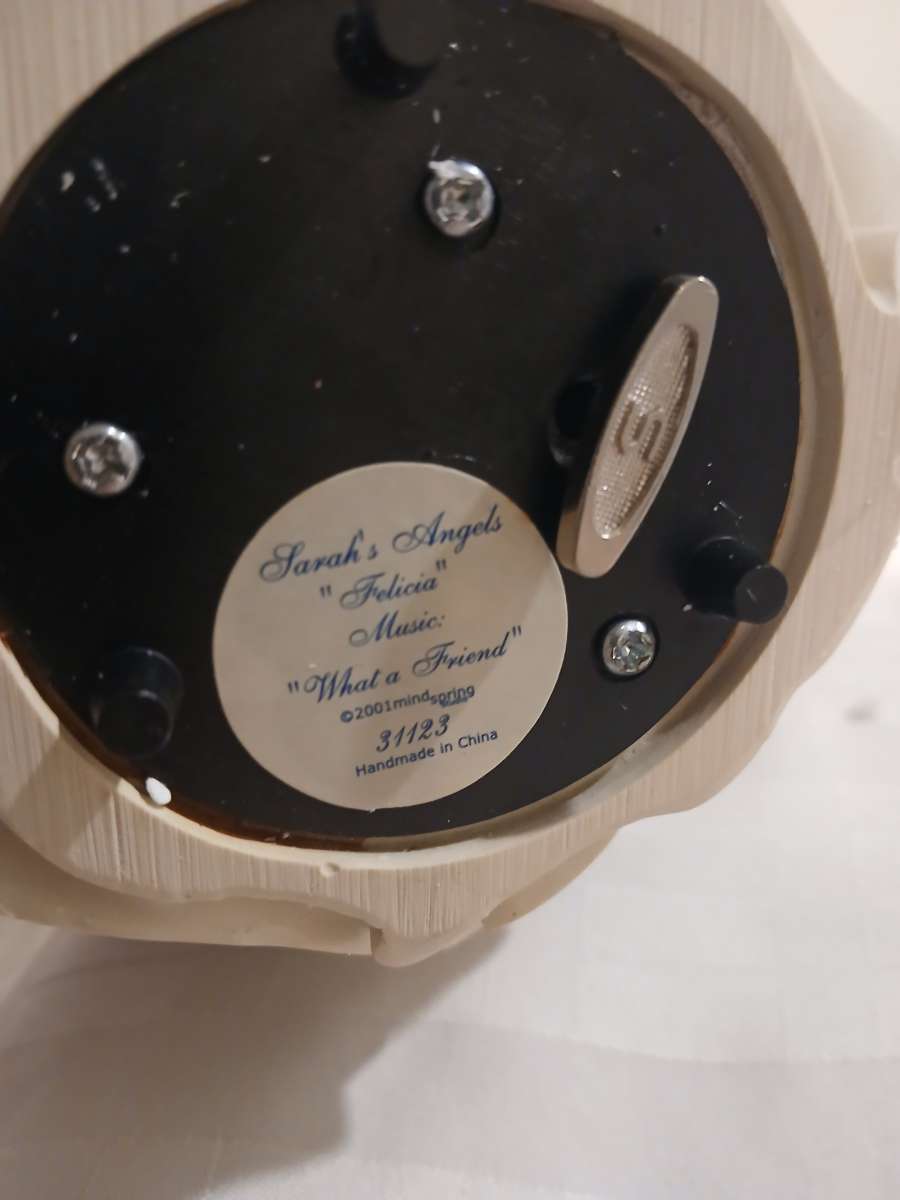 Sarah's Angels
"Felicia"
Music:
"What a Friend"
©2001mindspring
31123
Handmade in China